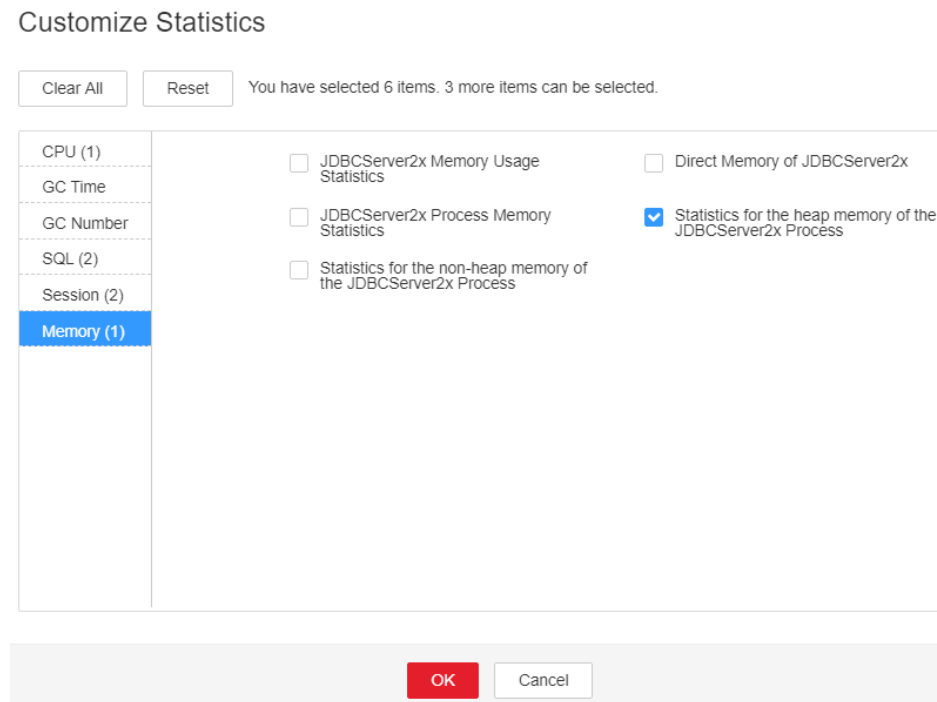 Customize Statistics
Clear All
Reset
You have selected 6 items. 3 more items can be selected.
CPU (1)
GC Time
GC Number
SQL (2)
Session (2)
Memory (1)
JDBCServer2x Memory Usage
Statistics
Direct Memory of JDBCServer2x
JDBCServer2x Process Memory
Statistics
Statistics for the heap memory of the
JDBCServer2x Process
Statistics for the non-heap memory of
the JDBCServer2x Process
OK
Cancel